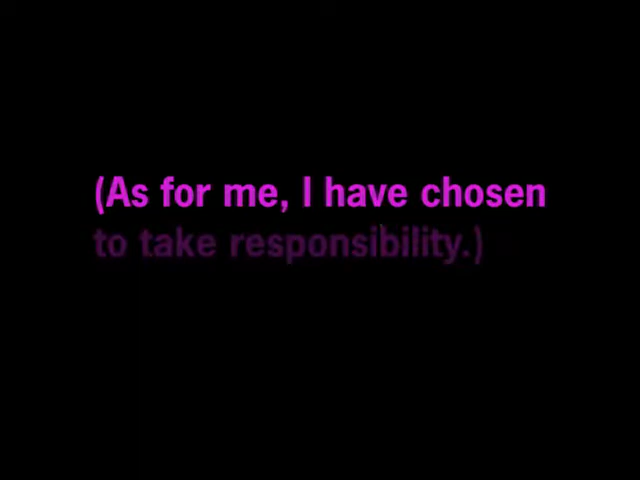 (As for me, I have chosen
to take responsibility.)